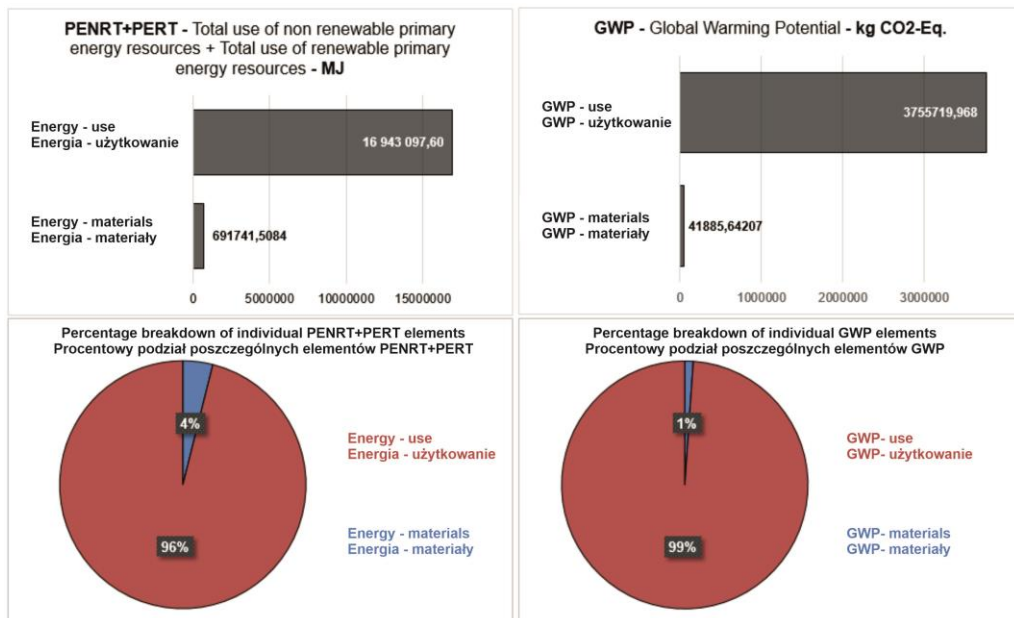 PENRT+PERT - Total use of non renewable primary
energy resources + Total use of renewable primary
energy resources - MJ
Energy - use
Energia - użytkowanie
16 943 097,60
Energy - materials
Energia - materiały
691741,5084
0 5000000 10000000 15000000
GWP - Global Warming Potential - kg CO2-Eq.
GWP - use
GWP - użytkowanie
3755719,968
GWP - materials
GWP - materiały
41885,64207
0 1000000 2000000 3000000
Percentage breakdown of individual PENRT+PERT elements
Procentowy podział poszczególnych elementów PENRT+PERT
4%
Energy - use
Energia - użytkowanie
Energy - materials
Energia - materiały
96%
Percentage breakdown of individual GWP elements
Procentowy podział poszczególnych elementów GWP
1%
GWP- use
GWP- użytkowanie
GWP- materials
GWP- materiały
99%